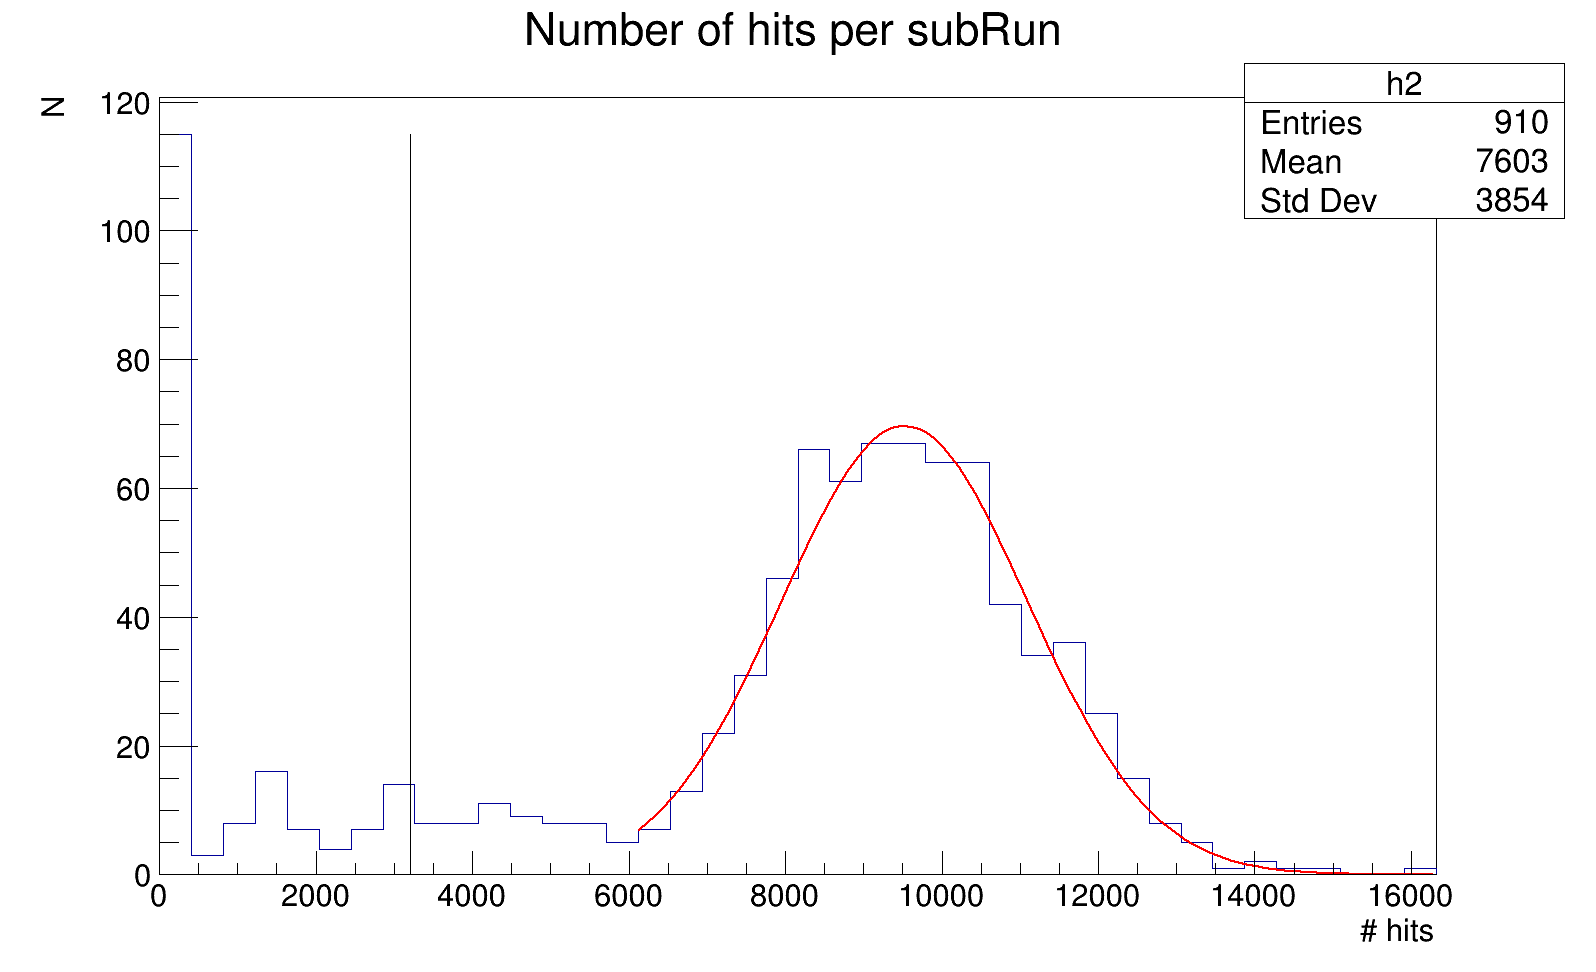 Number of hits per subRun
h2
Entries 910
Mean 7603
Std Dev 3854
N
120
100
80
60
40
20
0
0 2000 4000 6000 8000 10000 12000 14000 16000
# hits